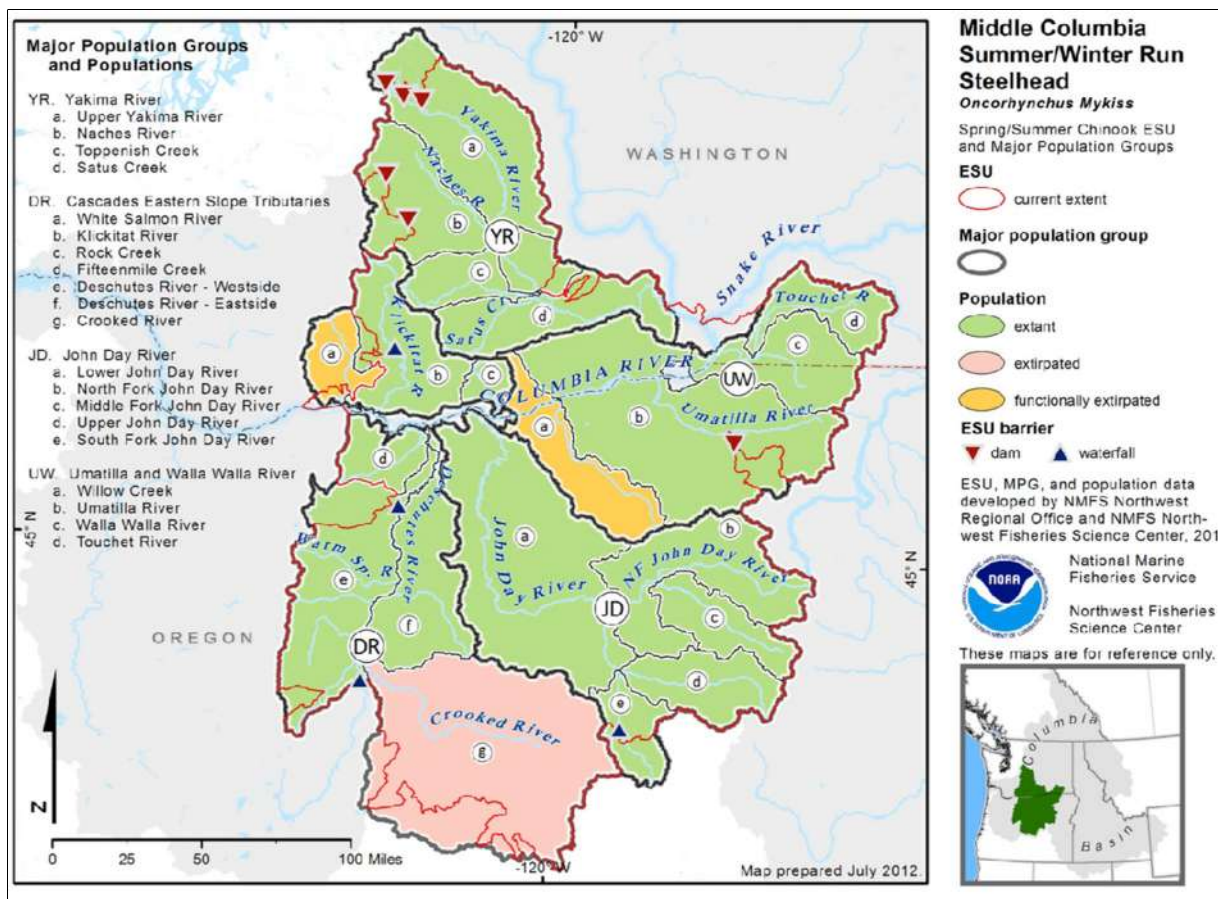 Major Population Groups
and Populations
YR. Yakima River
a. Upper Yakima River
b. Naches River
c. Toppenish Creek
d. Satus Creek
DR. Cascades Eastern Slope Tributaries
a. White Salmon River
b. Klickitat River
c. Rock Creek
d. Fifteenmile Creek
e. Deschutes River - Westside
f. Deschutes River - Eastside
g. Crooked River
JD. John Day River
a. Lower John Day River
b. North Fork John Day River
c. Middle Fork John Day River
d. Upper John Day River
e. South Fork John Day River
UW. Umatilla and Walla Walla River
a. Willow Creek
b. Umatilla River
c. Walla Walla River
d. Touchet River
-120° W
WASHINGTON
Yakima River
a
Naches R
b
YR
c
Satus Cr
d
Snake River
Touchet R
d
c
Klickitat R
a
b
c
COLUMBIA RIVER
UW
b
Umatilla River
a
d
Deschutes River
45° N
Warm Sp. R
e
f
DR
OREGON
a
John Day River
b
NF John Day River
JD
c
d
e
Crooked River
g
45° N
N
0 25 50 100 Miles
-120° W
Map prepared July 2012.
Middle Columbia
Summer/Winter Run
Steelhead
Oncorhynchus Mykiss
Spring/Summer Chinook ESU
and Major Population Groups
ESU
current extent
Major population group
Population
extant
extirpated
functionally extirpated
ESU barrier
dam waterfall
ESU, MPG, and population data
developed by NMFS Northwest
Regional Office and NMFS North-
west Fisheries Science Center, 201
NOAA
National Marine
Fisheries Service
Northwest Fisheries
Science Center
These maps are for reference only.
Columbia
Basin